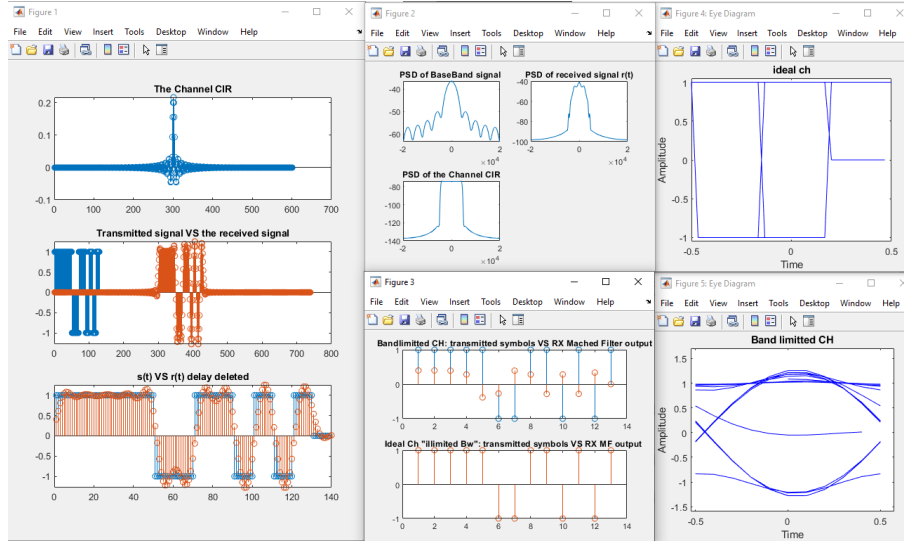 Figure 1
File Edit View Insert Tools Desktop Window Help
The Channel CIR
0.2
0.1
0
-0.1
0 100 200 300 400 500 600 700
Transmitted signal VS the received signal
1
0.5
0
-0.5
-1
0 100 200 300 400 500 600 700 800
s(t) VS r(t) delay deleted
1
0.5
0
-0.5
-1
0 20 40 60 80 100 120 140
Figure 2
File Edit View Insert Tools Desktop Window Help
PSD of BaseBand signal
-40
-60
-2 0 2
×10⁴
PSD of received signal r(t)
-40
-60
-80
-100
-2 0 2
×10⁴
PSD of the Channel CIR
-80
-100
-120
-140
-2 0 2
×10⁴
Figure 3
File Edit View Insert Tools Desktop Window Help
Bandlimitted CH: transmitted symbols VS RX Mached Filter output
1
0
-1
0 2 4 6 8 10 12 14
Ideal Ch "illimited Bw": transmitted symbols VS RX MF output
1
0
-1
0 2 4 6 8 10 12 14
Figure 4: Eye Diagram
File Edit View Insert Tools Desktop Window Help
ideal ch
1
0.5
0
-0.5
-1
Amplitude
-0.5 0 0.5
Time
Figure 5: Eye Diagram
File Edit View Insert Tools Desktop Window Help
Band limitted CH
1.5
1
0.5
0
-0.5
-1
-1.5
Amplitude
-0.5 0 0.5
Time